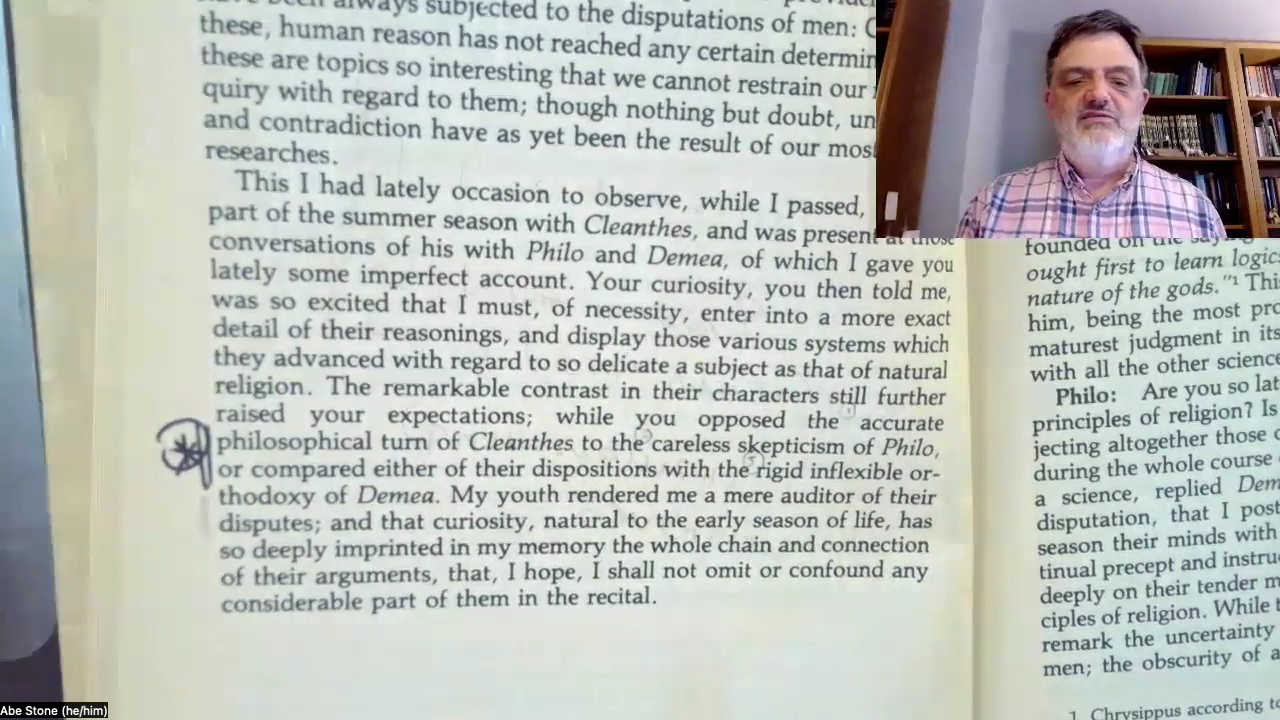 always subjected to the disputations of men:
these, human reason has not reached any certain
these are topics so interesting that we cannot restrain our
quiry with regard to them; though nothing but doubt,
and contradiction have as yet been the result of our
researches.
This I had lately occasion to observe, while I passed,
part of the summer season with Cleanthes, and was present at those
conversations of his with Philo and Demea, of which I gave you
lately some imperfect account. Your curiosity, you then told me,
was so excited that I must, of necessity, enter into a more exact
detail of their reasonings, and display those various systems which
they advanced with regard to so delicate a subject as that of natural
religion. The remarkable contrast in their characters still further
raised your expectations; while you opposed the accurate
philosophical turn of Cleanthes to the careless skepticism of Philo,
or compared either of their dispositions with the rigid inflexible or-
thodoxy of Demea. My youth rendered me a mere auditor of their
disputes; and that curiosity, natural to the early season of life, has
so deeply imprinted in my memory the whole chain and connection
of their arguments, that, I hope, I shall not omit or confound any
considerable part of them in the recital.
founded on the
ought first to learn logic
nature of the gods."¹
him, being the most
maturest judgment in its
with all the other science
Philo: Are you so
principles of religion? Is
jecting altogether those
during the whole course
a science, replied
disputation, that I
season their minds with
tinual precept and
deeply on their tender
ciples of religion. While
remark the uncertainty
men; the obscurity of
1. Chrysippus according to
Abe Stone (he/him)